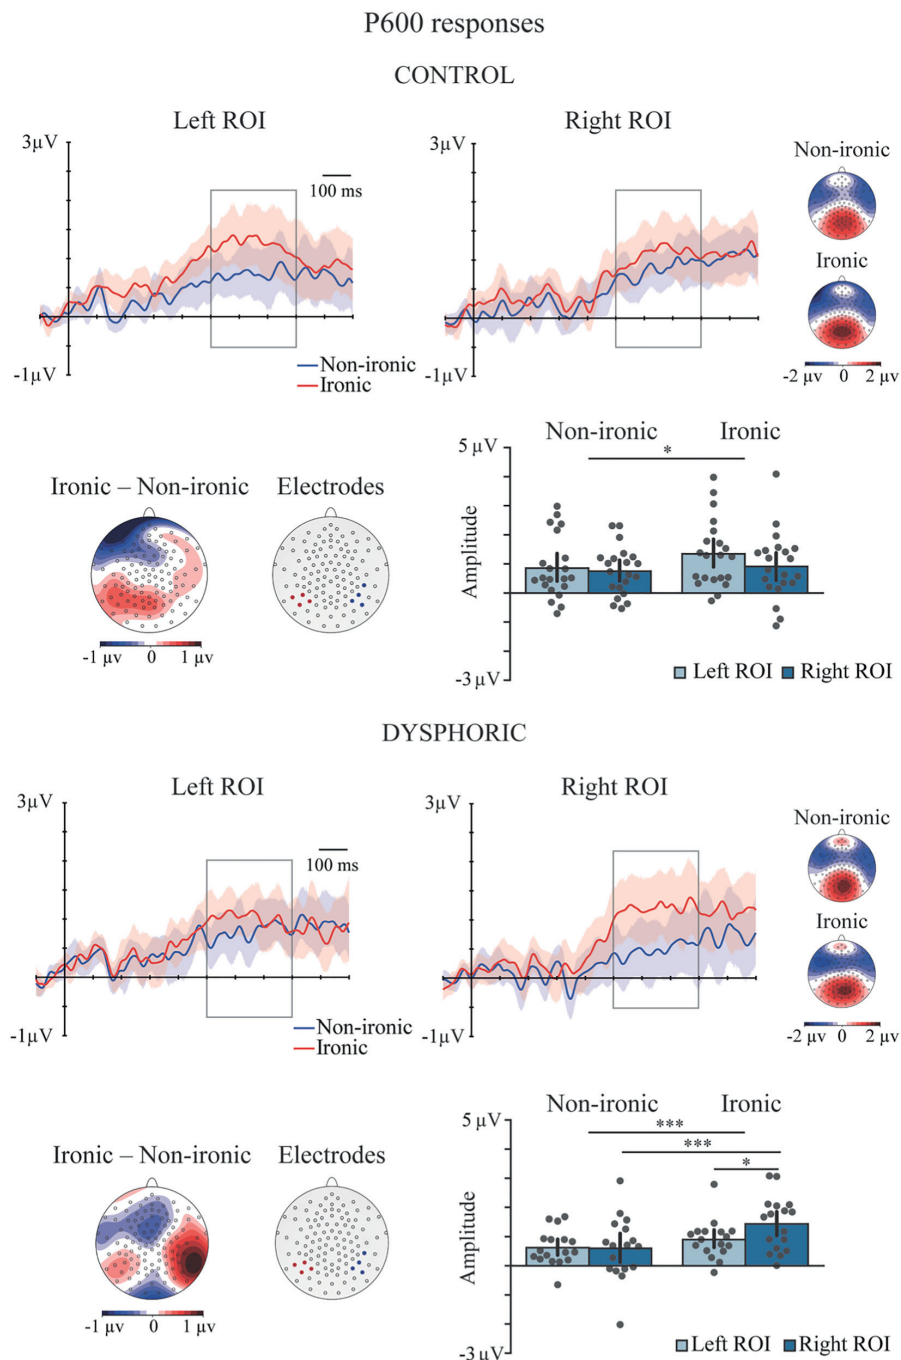 P600 responses
CONTROL
Left ROI
Right ROI
3µV
3µV
100 ms
Non-ironic
Ironic
-2 µv 0 2 µv
-1µV
-1µV
Non-ironic
Ironic
5 µV
Non-ironic Ironic
*
Amplitude
-3 µV
Left ROI Right ROI
Ironic – Non-ironic
Electrodes
-1 µv 0 1 µv
DYSPHORIC
Left ROI
Right ROI
3µV
3µV
100 ms
Non-ironic
Ironic
-2 µv 0 2 µv
-1µV
-1µV
Non-ironic
Ironic
5 µV
Non-ironic Ironic
***
***
*
Amplitude
-3 µV
Left ROI Right ROI
Ironic – Non-ironic
Electrodes
-1 µv 0 1 µv